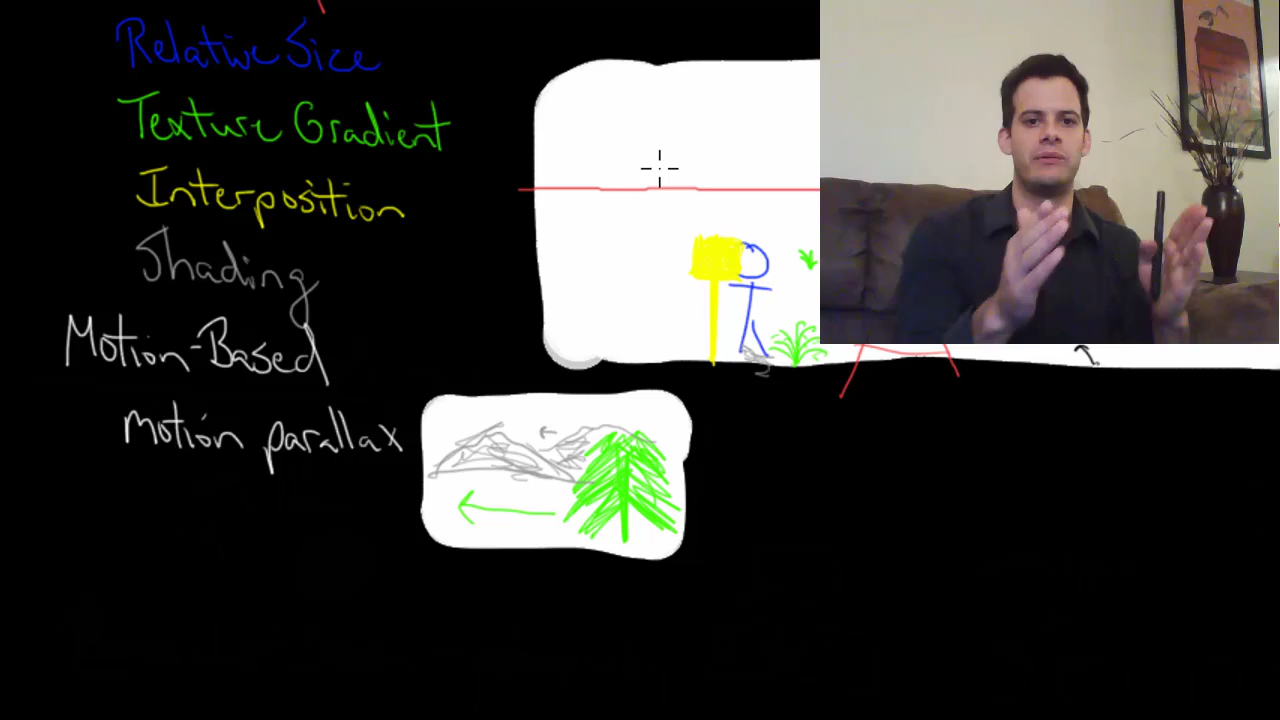 Relative Size
Texture Gradient
Interposition
Shading
Motion-Based
Motion parallax